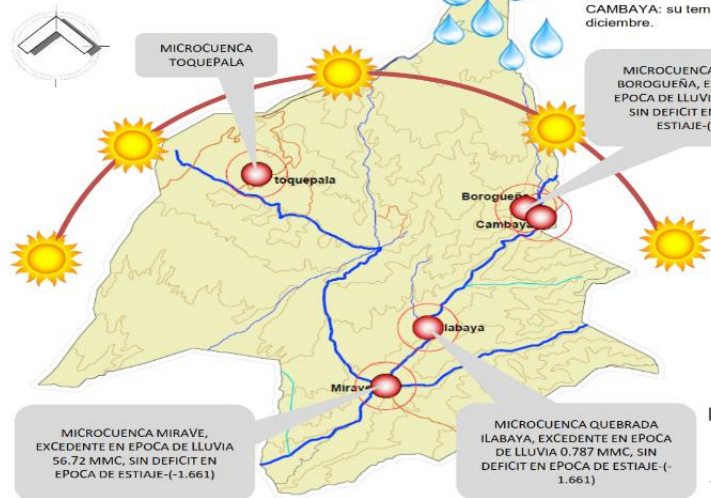 CAMBAYA: su tem
diciembre.
MICROCUENCA
TOQUEPALA
MICROCUENCA
BOROGUEÑA, E
EPOCA DE LLUVI
SIN DEFICIT EN
ESTIAJE-(
toquepala
Borogueña
Cambaya
Ilabaya
Mirave
MICROCUENCA MIRAVE,
EXCEDENTE EN EPOCA DE LLUVIA
56.72 MMC, SIN DEFICIT EN
EPOCA DE ESTIAJE-(-1.661)
MICROCUENCA QUEBRADA
ILABAYA, EXCEDENTE EN EPOCA
DE LLUVIA 0.787 MMC, SIN
DEFICIT EN EPOCA DE ESTIAJE-(-
1.661)